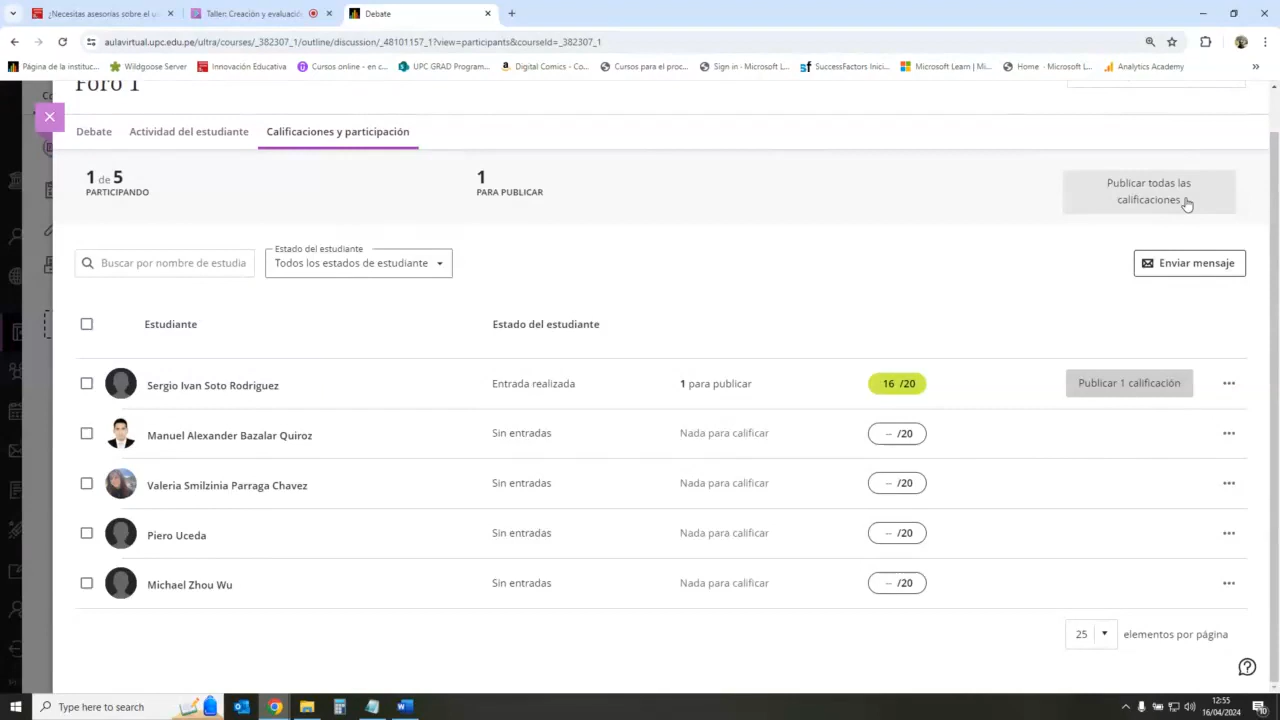 ¿Necesitas asesorías sobre el u
Taller: Creación y evaluació
Debate
aulavirtual.upc.edu.pe/ultra/courses/_382307_1/outline/discussion/_48101157_1?view=participants&courseId=_382307_1
Página de la instituc...
Wildgoose Server
Innovación Educativa
Cursos online - en c...
UPC GRAD Program...
Digital Comics - Co...
Cursos para el proc...
Sign in - Microsoft L...
SuccessFactors Inici...
Microsoft Learn | Mi...
Home - Microsoft L...
Analytics Academy
Foro 1
Debate
Actividad del estudiante
Calificaciones y participación
1 de 5
PARTICIPANDO
1
PARA PUBLICAR
Publicar todas las
calificaciones
Buscar por nombre de estudia
Estado del estudiante
Todos los estados de estudiante
Enviar mensaje
Estudiante
Estado del estudiante
Sergio Ivan Soto Rodriguez
Entrada realizada
1 para publicar
16 /20
Publicar 1 calificación
Manuel Alexander Bazalar Quiroz
Sin entradas
Nada para calificar
-- /20
Valeria Smilzinia Parraga Chavez
Sin entradas
Nada para calificar
-- /20
Piero Uceda
Sin entradas
Nada para calificar
-- /20
Michael Zhou Wu
Sin entradas
Nada para calificar
-- /20
25
elementos por página
Type here to search
12:55
16/04/2024